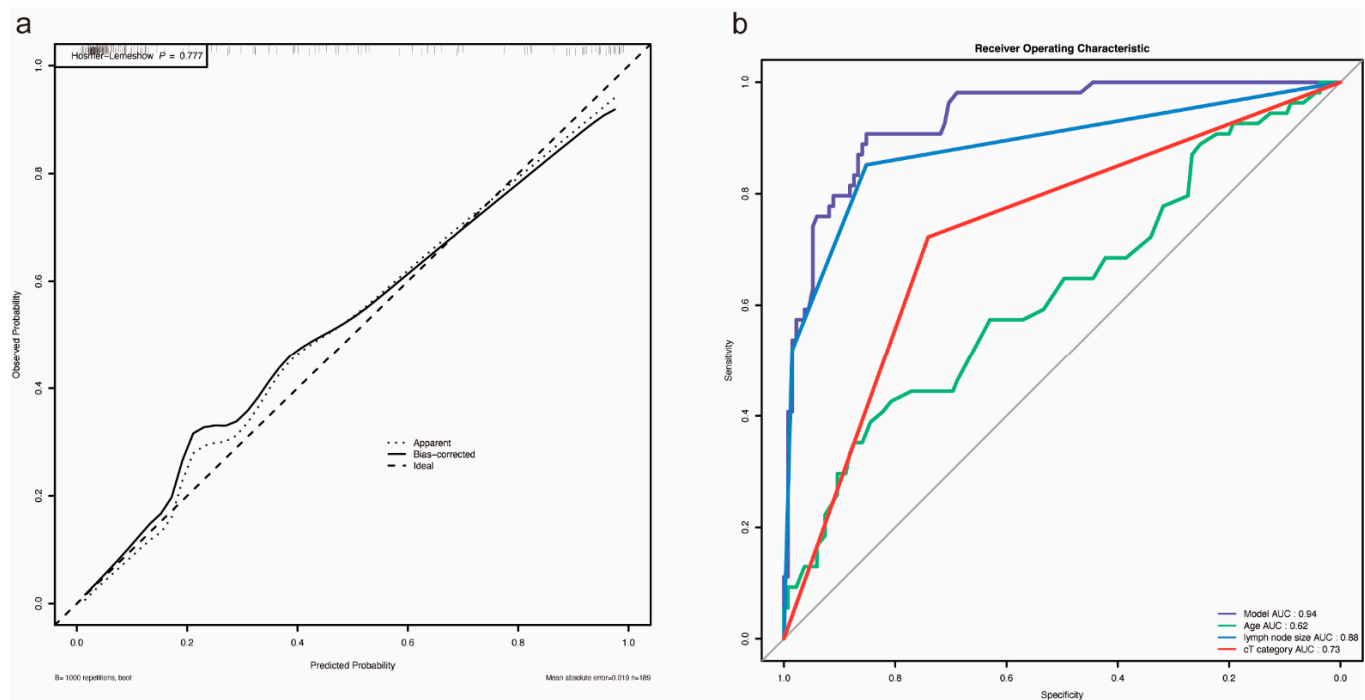 a
Hosmer-Lemeshow P = 0.777
1.0
0.8
0.6
0.4
0.2
0.0
Observed Probability
Apparent
Bias-corrected
Ideal
0.0
0.2
0.4
0.6
0.8
1.0
Predicted Probability
B= 1000 repetitions, boot
Mean absolute error=0.019 n=189
b
Receiver Operating Characteristic
1.0
0.8
0.6
0.4
0.2
0.0
Sensitivity
Model AUC : 0.94
Age AUC : 0.62
lymph node size AUC : 0.88
cT category AUC : 0.73
1.0
0.8
0.6
0.4
0.2
0.0
Specificity